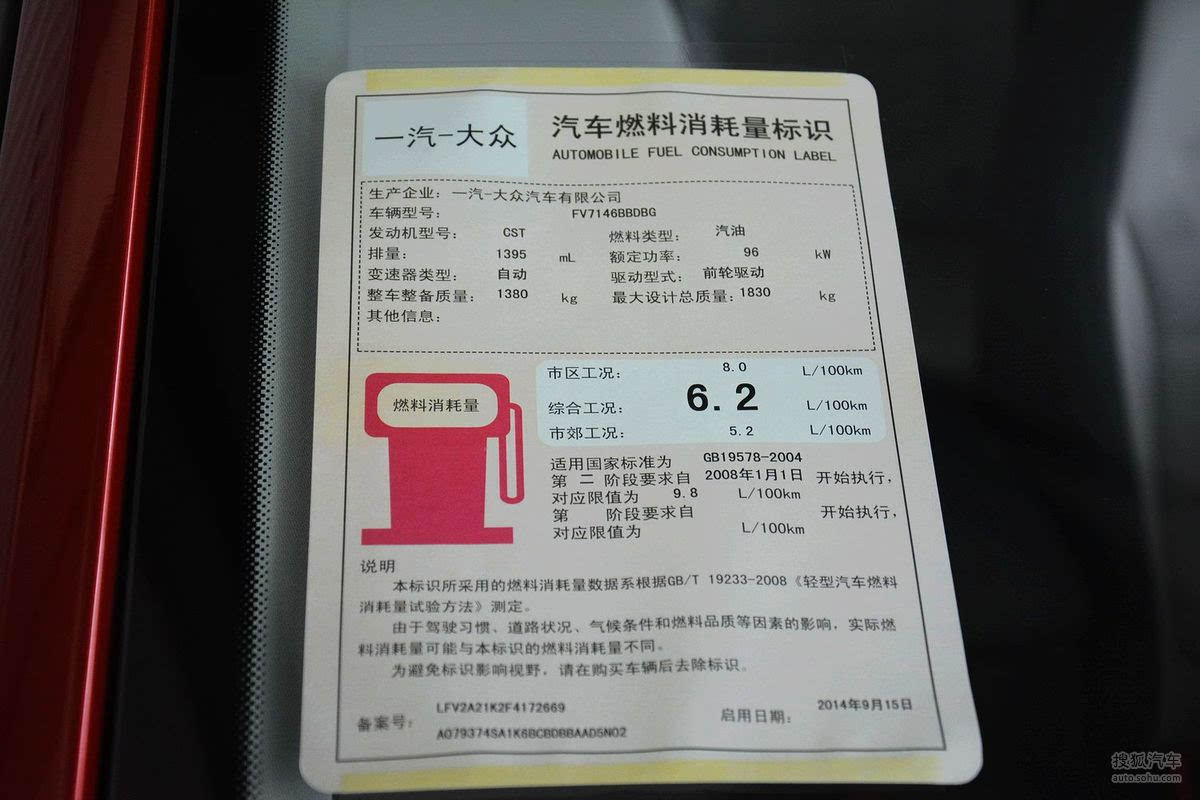 一汽-大众
汽车燃料消耗量标识
AUTOMOBILE FUEL CONSUMPTION LABEL
生产企业: 一汽-大众汽车有限公司
车辆型号: FV7146BBDBG
发动机型号: CST 燃料类型: 汽油
排量: 1395 mL 额定功率: 96 kW
变速器类型: 自动 驱动型式: 前轮驱动
整车整备质量: 1380 kg 最大设计总质量: 1830 kg
其他信息:
燃料消耗量
市区工况: 8.0 L/100km
综合工况: 6.2 L/100km
市郊工况: 5.2 L/100km
适用国家标准为 GB19578-2004
第 二 阶段要求自 2008年1月1日 开始执行,
对应限值为 9.8 L/100km
第 阶段要求自 开始执行,
对应限值为 L/100km
说明
本标识所采用的燃料消耗量数据系根据GB/T 19233-2008《轻型汽车燃料
消耗量试验方法》测定。
由于驾驶习惯、道路状况、气候条件和燃料品质等因素的影响,实际燃
料消耗量可能与本标识的燃料消耗量不同。
为避免标识影响视野,请在购买车辆后去除标识。
备案号: LFV2A21K2F4172669
A079374SA1K6BCBDBBAAD5N02
启用日期: 2014年9月15日
搜狐汽车
auto.sohu.com